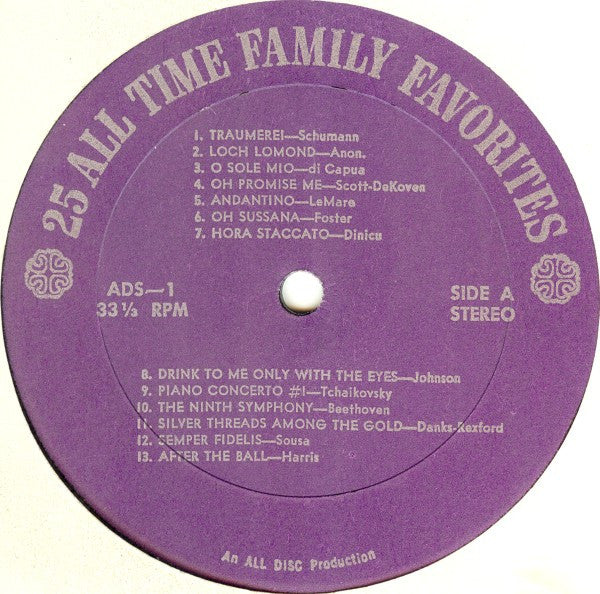 25 ALL TIME FAMILY FAVORITES
1. TRAUMEREI—Schumann
2. LOCH LOMOND—Anon.
3. O SOLE MIO—di Capua
4. OH PROMISE ME—Scott-DeKoven
5. ANDANTINO—LeMare
6. OH SUSSANA—Foster
7. HORA STACCATO—Dinicu
ADS—1
33⅓ RPM
SIDE A
STEREO
8. DRINK TO ME ONLY WITH THE EYES—Johnson
9. PIANO CONCERTO #1—Tchaikovsky
10. THE NINTH SYMPHONY—Beethoven
11. SILVER THREADS AMONG THE GOLD—Danks-Rexford
12. SEMPER FIDELIS—Sousa
13. AFTER THE BALL—Harris
An ALL DISC Production